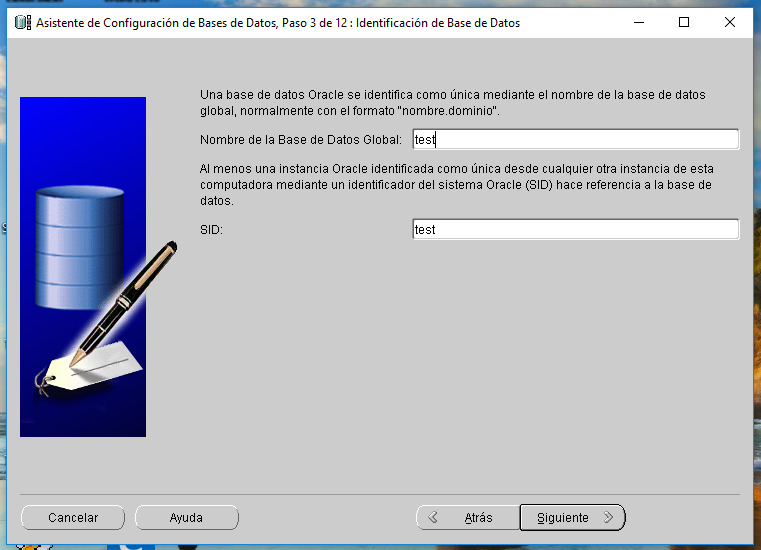 Asistente de Configuración de Bases de Datos, Paso 3 de 12 : Identificación de Base de Datos
Una base de datos Oracle se identifica como única mediante el nombre de la base de datos
global, normalmente con el formato "nombre.dominio".
Nombre de la Base de Datos Global: test
Al menos una instancia Oracle identificada como única desde cualquier otra instancia de esta
computadora mediante un identificador del sistema Oracle (SID) hace referencia a la base de
datos.
SID: test
Cancelar Ayuda Atrás Siguiente